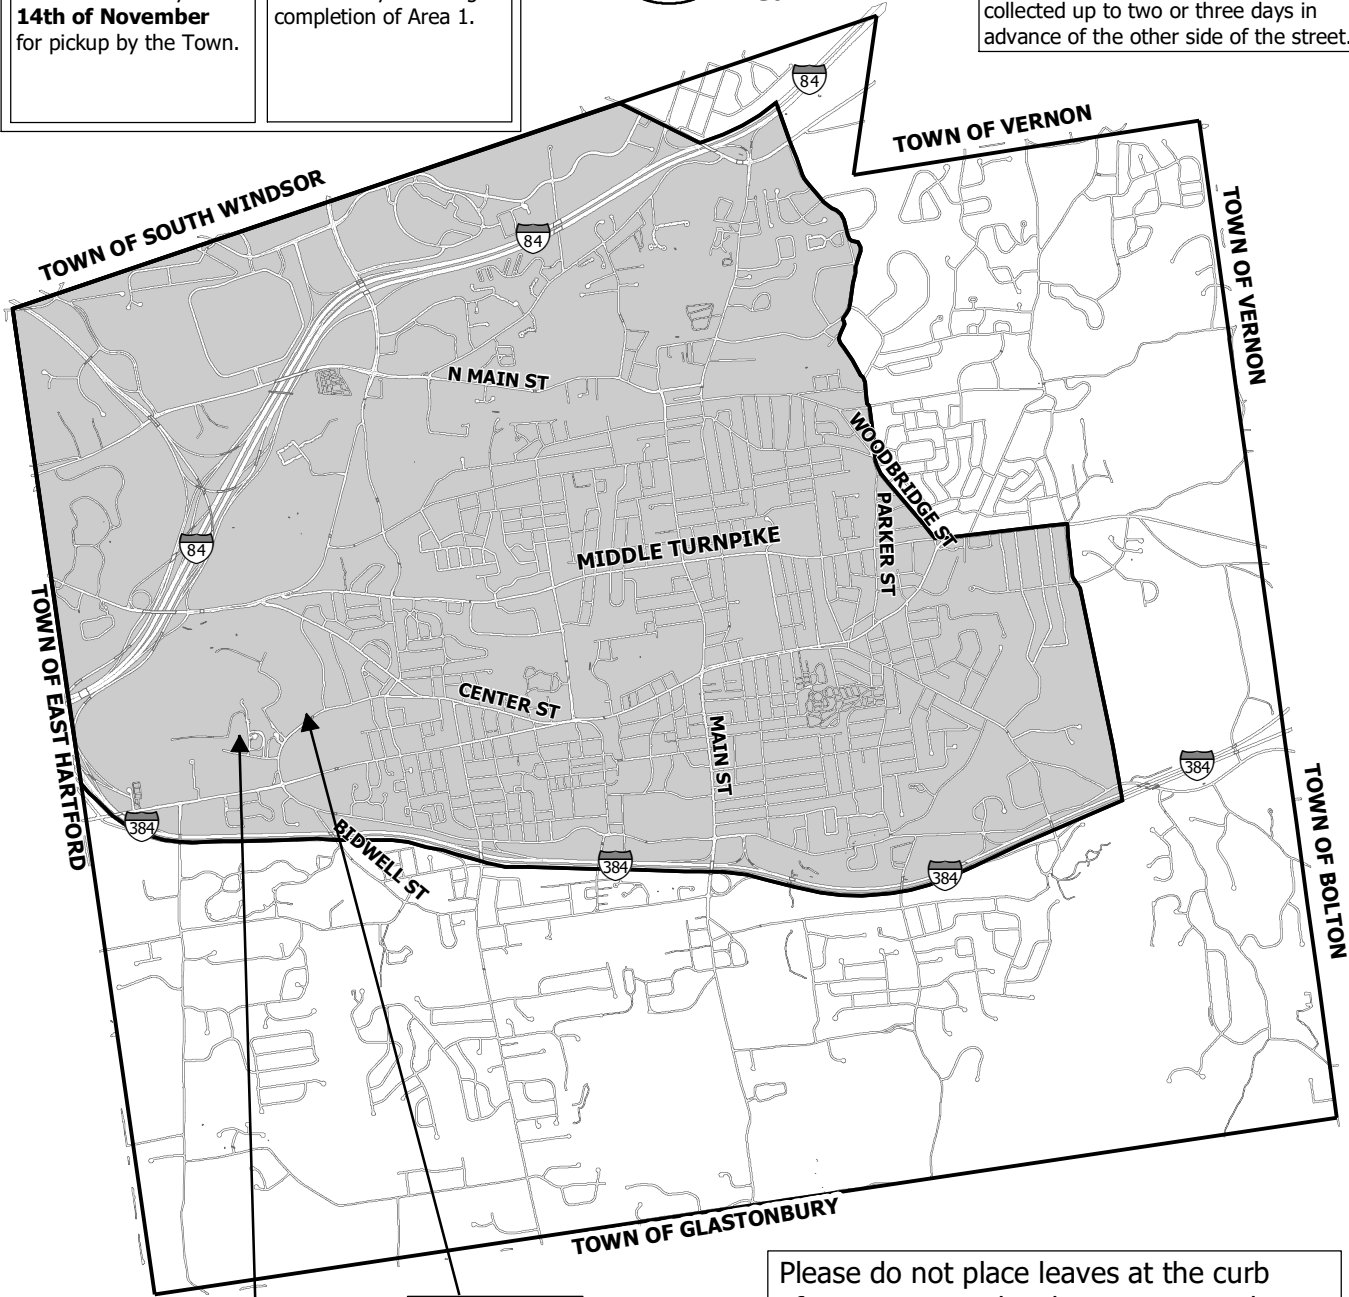 14th of November
for pickup by the Town.
completion of Area 1.
collected up to two or three days in
advance of the other side of the street.
84
TOWN OF VERNON
TOWN OF SOUTH WINDSOR
TOWN OF VERNON
84
N MAIN ST
WOODBRIDGE ST
PARKER ST
MIDDLE TURNPIKE
84
TOWN OF EAST HARTFORD
CENTER ST
MAIN ST
384
TOWN OF BOLTON
384
BIDWELL ST
384
384
TOWN OF GLASTONBURY
Please do not place leaves at the curb